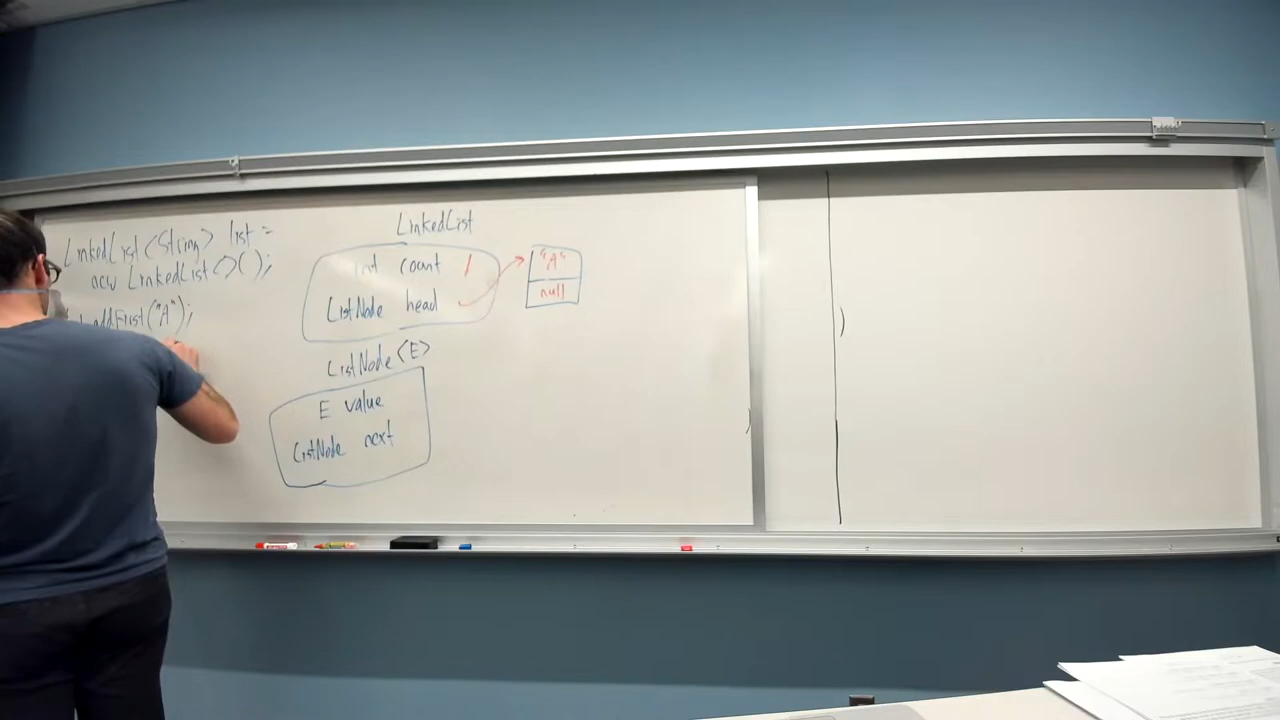 LinkedList<String> list =
new LinkedList<>();
addFirst("A");
LinkedList
int count 1
ListNode head
"A"
null
ListNode<E>
E value
ListNode next